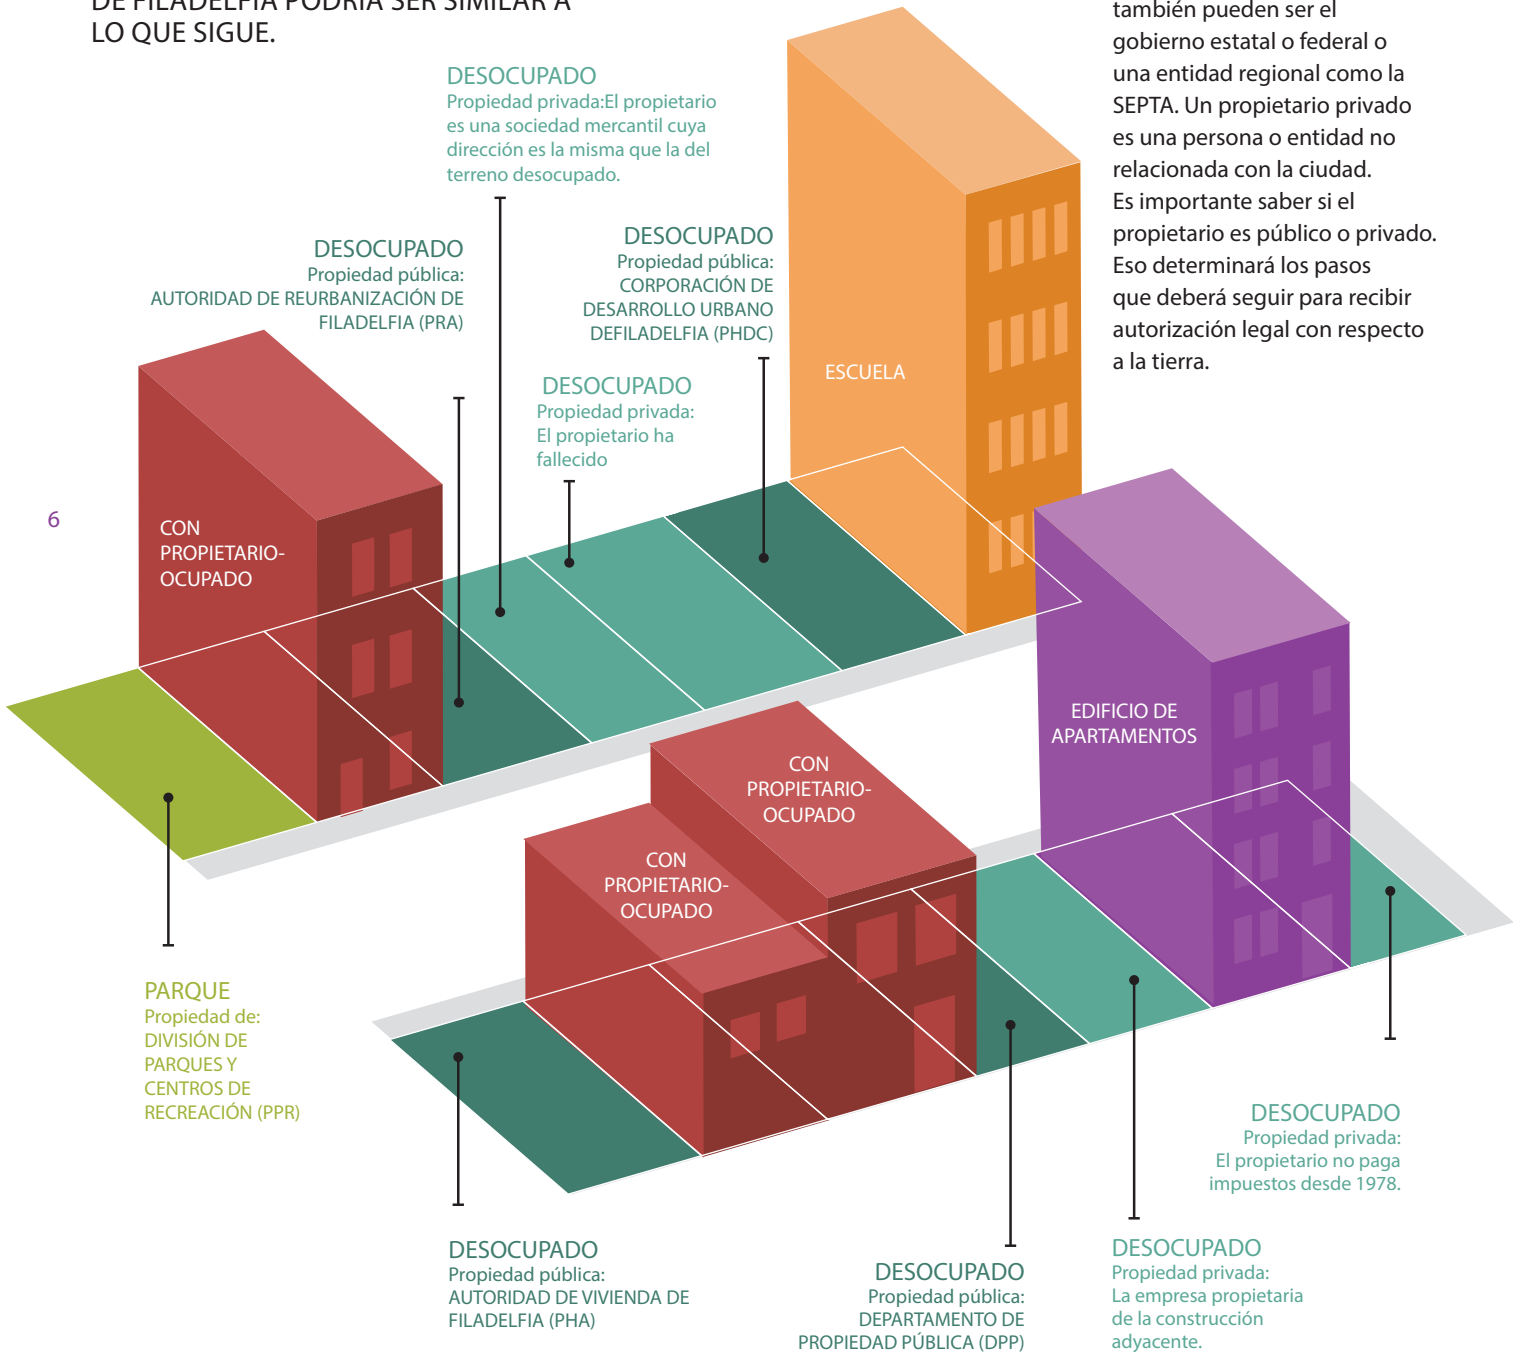 DE FILADELFIA PODRÍA SER SIMILAR A
LO QUE SIGUE.
también pueden ser el
gobierno estatal o federal o
una entidad regional como la
SEPTA. Un propietario privado
es una persona o entidad no
relacionada con la ciudad.
Es importante saber si el
propietario es público o privado.
Eso determinará los pasos
que deberá seguir para recibir
autorización legal con respecto
a la tierra.
DESOCUPADO
Propiedad privada:El propietario
es una sociedad mercantil cuya
dirección es la misma que la del
terreno desocupado.
DESOCUPADO
Propiedad pública:
AUTORIDAD DE REURBANIZACIÓN DE
FILADELFIA (PRA)
DESOCUPADO
Propiedad pública:
CORPORACIÓN DE
DESARROLLO URBANO
DEFILADELFIA (PHDC)
DESOCUPADO
Propiedad privada:
El propietario ha
fallecido
ESCUELA
6
CON
PROPIETARIO-
OCUPADO
EDIFICIO DE
APARTAMENTOS
CON
PROPIETARIO-
OCUPADO
CON
PROPIETARIO-
OCUPADO
PARQUE
Propiedad de:
DIVISIÓN DE
PARQUES Y
CENTROS DE
RECREACIÓN (PPR)
DESOCUPADO
Propiedad privada:
El propietario no paga
impuestos desde 1978.
DESOCUPADO
Propiedad pública:
AUTORIDAD DE VIVIENDA DE
FILADELFIA (PHA)
DESOCUPADO
Propiedad pública:
DEPARTAMENTO DE
PROPIEDAD PÚBLICA (DPP)
DESOCUPADO
Propiedad privada:
La empresa propietaria
de la construcción
adyacente.